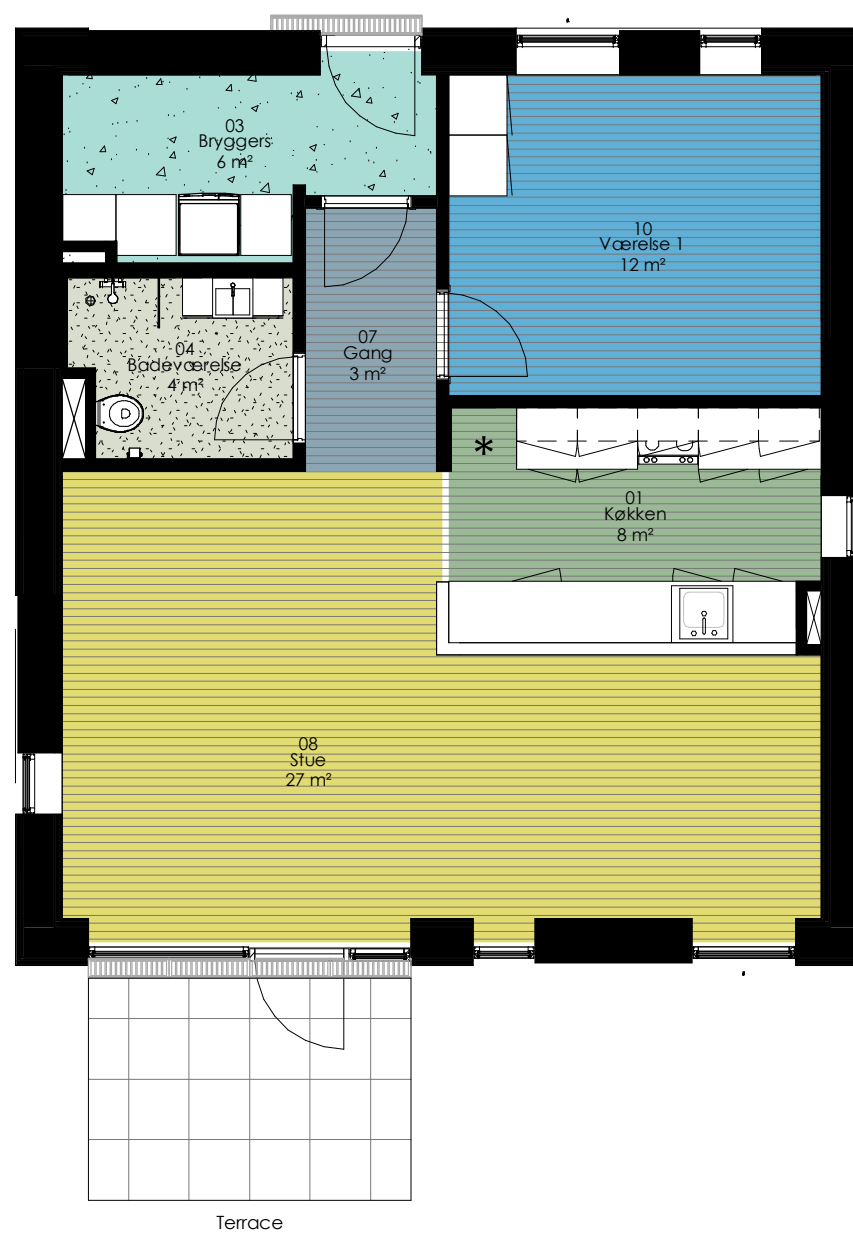 03
Bryggers
6 m²
10
Værelse 1
12 m²
07
Gang
3 m²
04
Badeværelse
4 m²
*
01
Køkken
8 m²
08
Stue
27 m²
Terrace